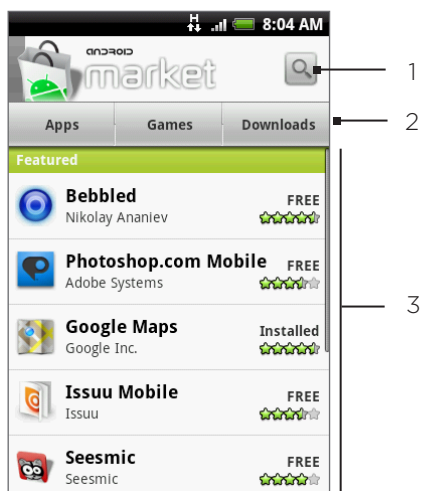 H
8:04 AM
ANDROID
market
1
Apps Games Downloads
2
Featured
Bebbled
FREE
Nikolay Ananiev
Photoshop.com Mobile
FREE
Adobe Systems
Google Maps
Installed
Google Inc.
3
Issuu Mobile
FREE
Issuu
Seesmic
FREE
Seesmic